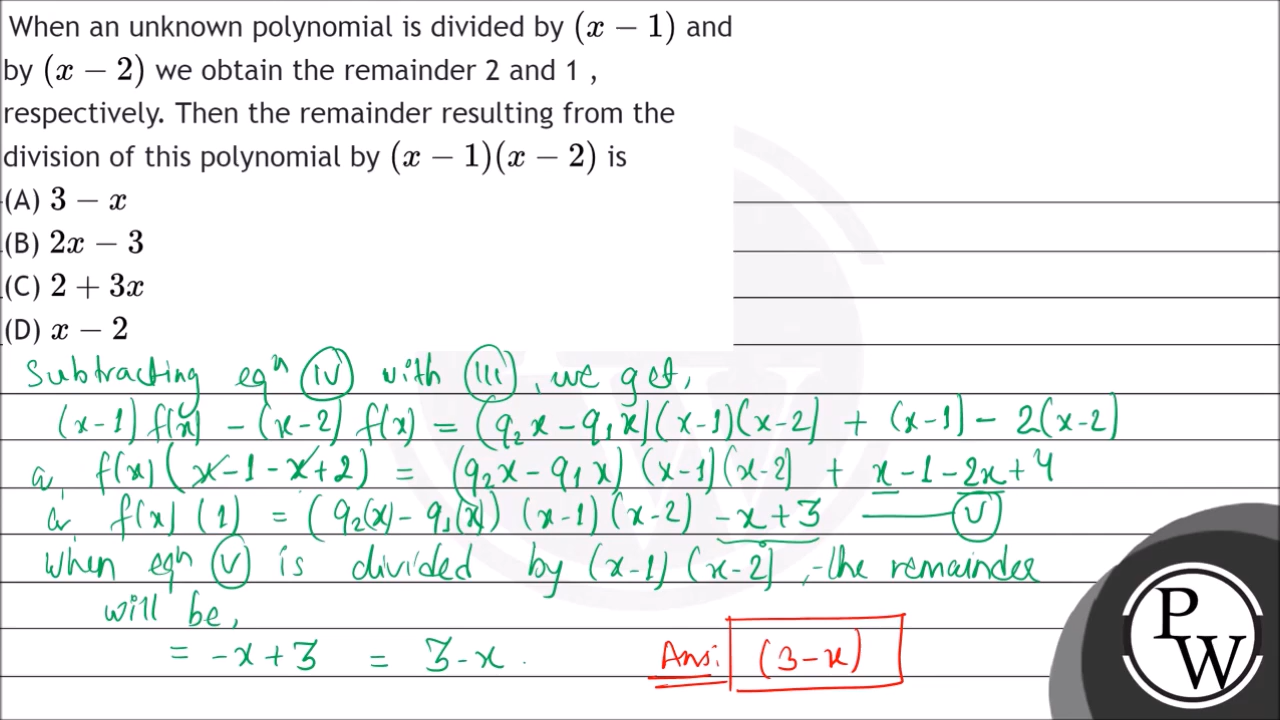 When an unknown polynomial is divided by (x − 1) and
by (x − 2) we obtain the remainder 2 and 1 ,
respectively. Then the remainder resulting from the
division of this polynomial by (x − 1)(x − 2) is
(A) 3 − x
(B) 2x − 3
(C) 2 + 3x
(D) x − 2
Subtracting eqⁿ (IV) with (III), we get,
(x-1) f(x) - (x-2) f(x) = (q₂x - q₁x)(x-1)(x-2) + (x-1) - 2(x-2)
a, f(x) (x-1-x+2) = (q₂x - q₁x) (x-1)(x-2) + x-1-2x+4
a, f(x) (1) = (q₂(x) - q₁(x)) (x-1) (x-2) -x+3 —— (V)
When eqⁿ (V) is divided by (x-1) (x-2), the remainder
will be,
= -x+3 = 3-x. Ans: (3-x)
P
W